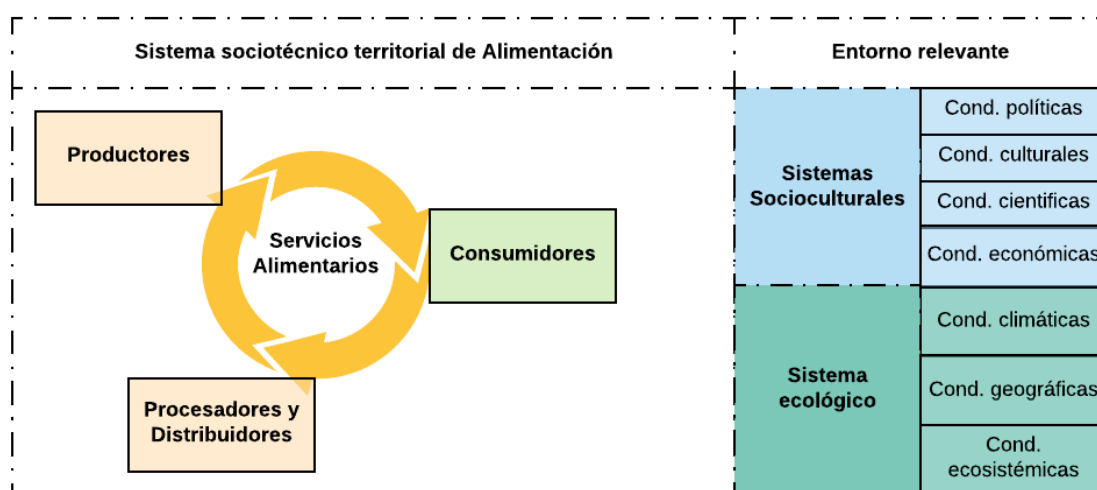 Sistema sociotécnico territorial de Alimentación
Entorno relevante
Productores
Servicios
Alimentarios
Consumidores
Procesadores y
Distribuidores
Sistemas
Socioculturales
Cond. políticas
Cond. culturales
Cond. cientificas
Cond. económicas
Sistema
ecológico
Cond. climáticas
Cond. geográficas
Cond.
ecosistémicas